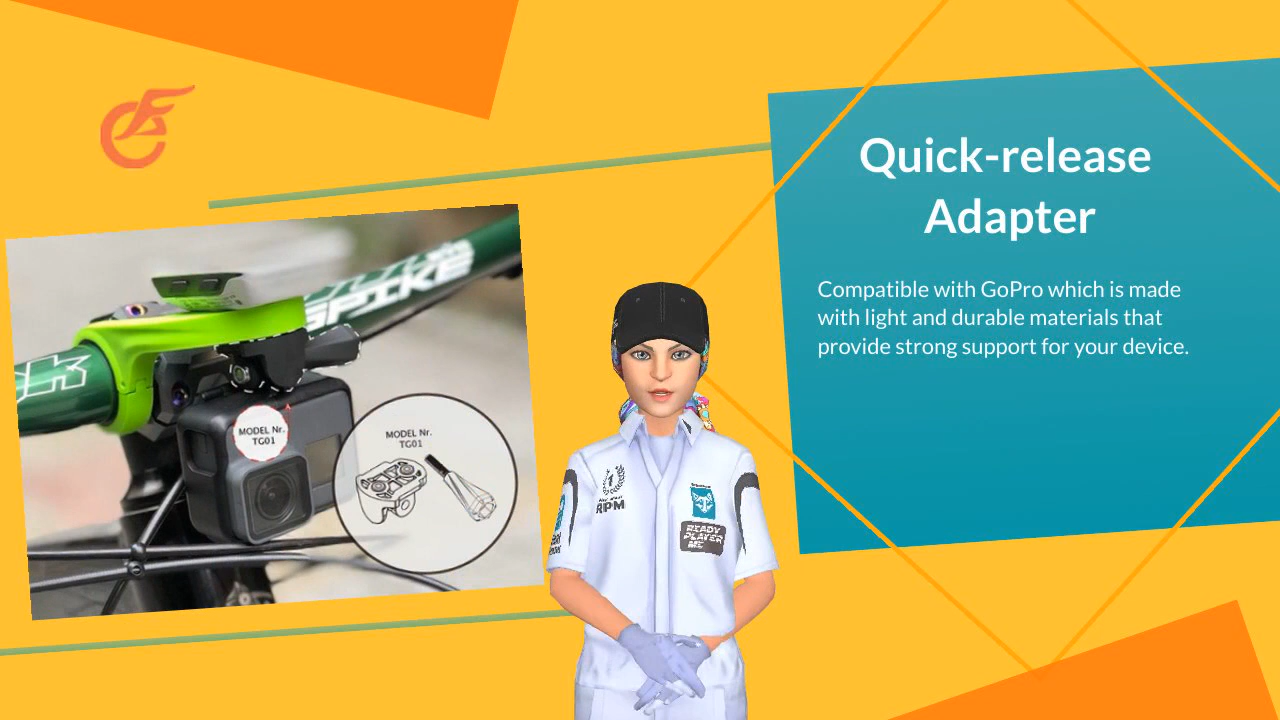 Quick-release
Adapter
Compatible with GoPro which is made
with light and durable materials that
provide strong support for your device.
SPIKE
MODEL Nr.
TG01
MODEL Nr.
TG01
RPM
READY
PLAYER
ME